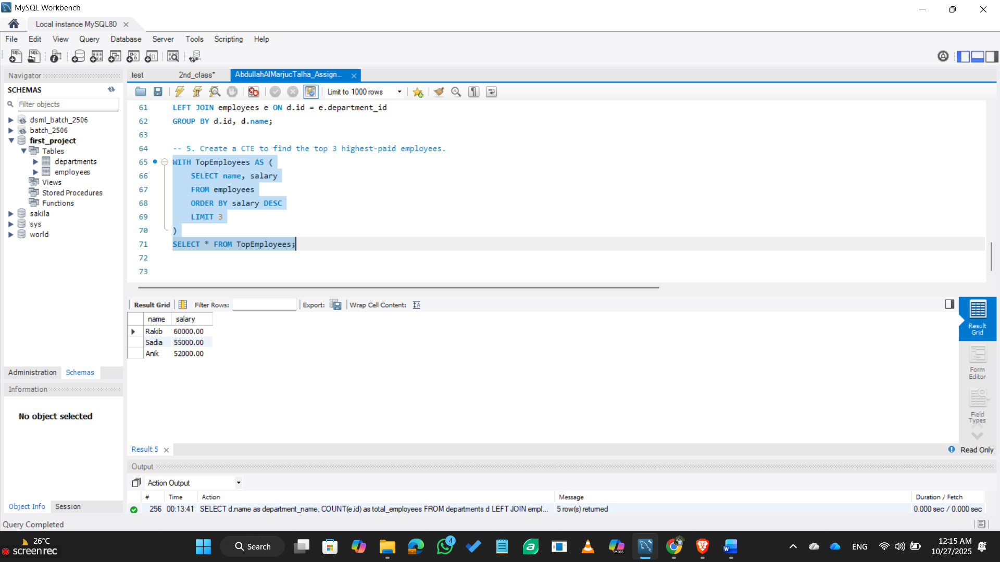 MySQL Workbench
Local instance MySQL80
File Edit View Query Database Server Tools Scripting Help
Navigator
SCHEMAS
Filter objects
dsml_batch_2506
batch_2506
first_project
Tables
departments
employees
Views
Stored Procedures
Functions
sakila
sys
world
Administration Schemas
Information
No object selected
Object Info Session
test 2nd_class* AbdullahAlMarjucTalha_Assign...
Limit to 1000 rows
61 LEFT JOIN employees e ON d.id = e.department_id
62 GROUP BY d.id, d.name;
63
64 -- 5. Create a CTE to find the top 3 highest-paid employees.
65 WITH TopEmployees AS (
66 SELECT name, salary
67 FROM employees
68 ORDER BY salary DESC
69 LIMIT 3
70 )
71 SELECT * FROM TopEmployees;
72
73
Result Grid Filter Rows: Export: Wrap Cell Content:
name salary
Rakib 60000.00
Sadia 55000.00
Anik 52000.00
Result Grid
Form Editor
Field Types
Result 5
Read Only
Output
Action Output
# Time Action Message Duration / Fetch
256 00:13:41 SELECT d.name as department_name, COUNT(e.id) as total_employees FROM departments d LEFT JOIN empl... 5 row(s) returned 0.000 sec / 0.000 sec
Query Completed
26°C
screen rec
Search
4
M365
ENG
12:15 AM
10/27/2025